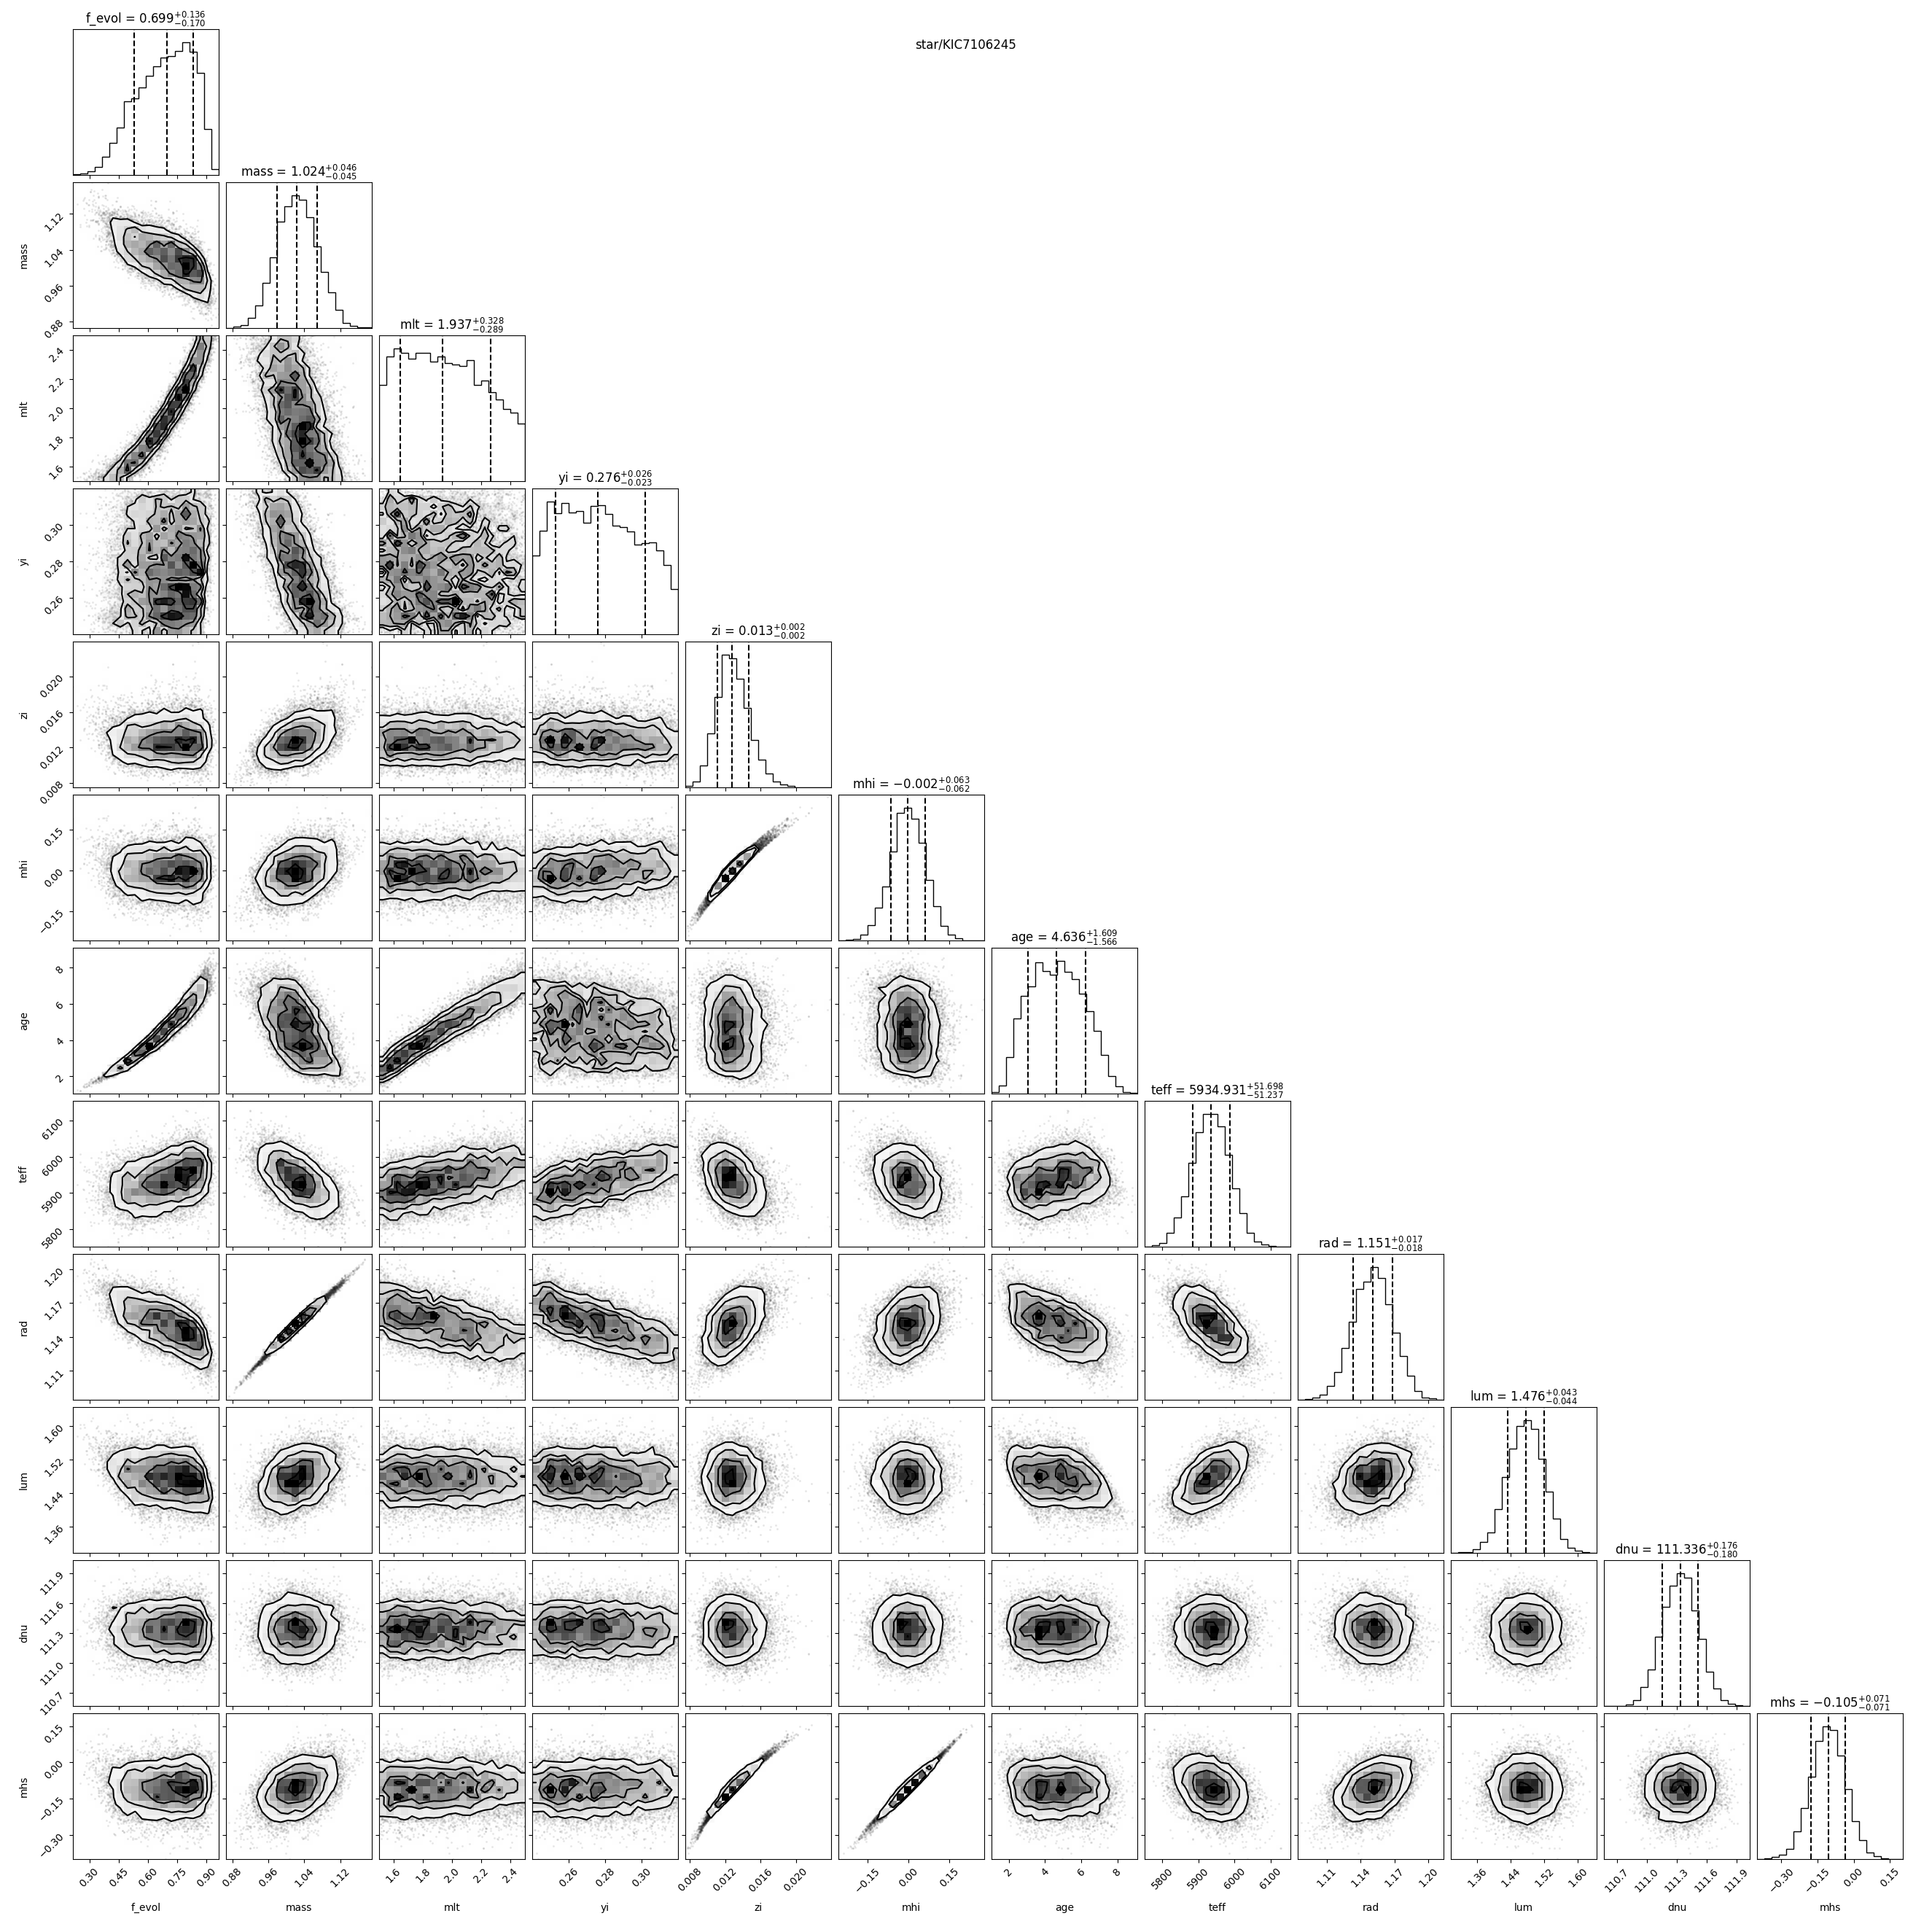 f_evol = 0.699 +0.136 −0.170
star/KIC7106245
mass = 1.024 +0.046 −0.045
1.12
1.04
0.96
0.88
mass
mlt = 1.937 +0.328 −0.289
2.4
2.2
2.0
1.8
1.6
mlt
yi = 0.276 +0.026 −0.023
0.30
0.28
0.26
yi
zi = 0.013 +0.002 −0.002
0.020
0.016
0.012
0.008
zi
mhi = −0.002 +0.063 −0.062
0.15
0.00
−0.15
mhi
age = 4.636 +1.609 −1.566
8
6
4
2
age
teff = 5934.931 +51.698 −51.237
6100
6000
5900
5800
teff
rad = 1.151 +0.017 −0.018
1.20
1.17
1.14
1.11
rad
lum = 1.476 +0.043 −0.044
1.60
1.52
1.44
1.36
lum
dnu = 111.336 +0.176 −0.180
111.9
111.6
111.3
111.0
110.7
dnu
mhs = −0.105 +0.071 −0.071
0.15
0.00
−0.15
−0.30
mhs
0.30 0.45 0.60 0.75 0.90 0.88 0.96 1.04 1.12 1.6 1.8 2.0 2.2 2.4 0.26 0.28 0.30 0.008 0.012 0.016 0.020 −0.15 0.00 0.15 2 4 6 8 5800 5900 6000 6100 1.11 1.14 1.17 1.20 1.36 1.44 1.52 1.60 110.7 111.0 111.3 111.6 111.9 −0.30 −0.15 0.00 0.15
f_evol mass mlt yi zi mhi age teff rad lum dnu mhs